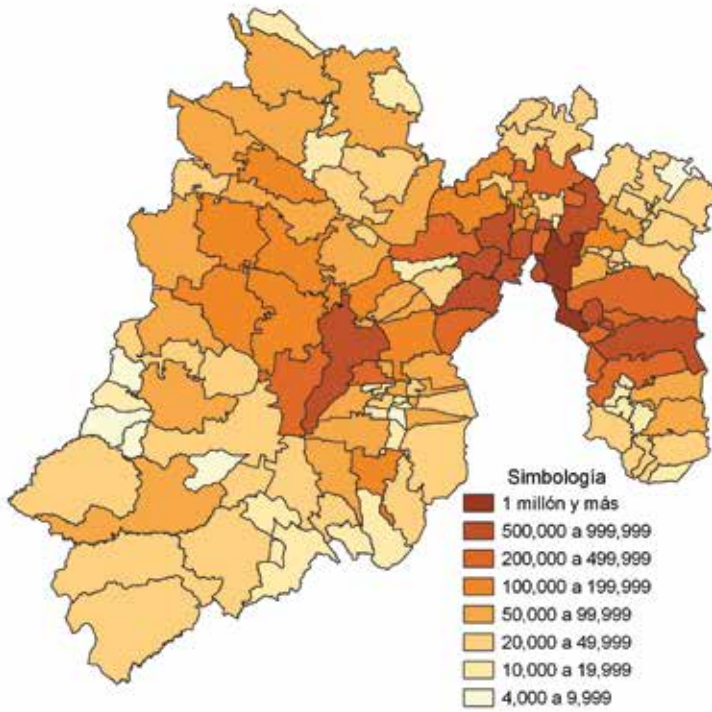 Simbología
1 millón y más
500,000 a 999,999
200,000 a 499,999
100,000 a 199,999
50,000 a 99,999
20,000 a 49,999
10,000 a 19,999
4,000 a 9,999